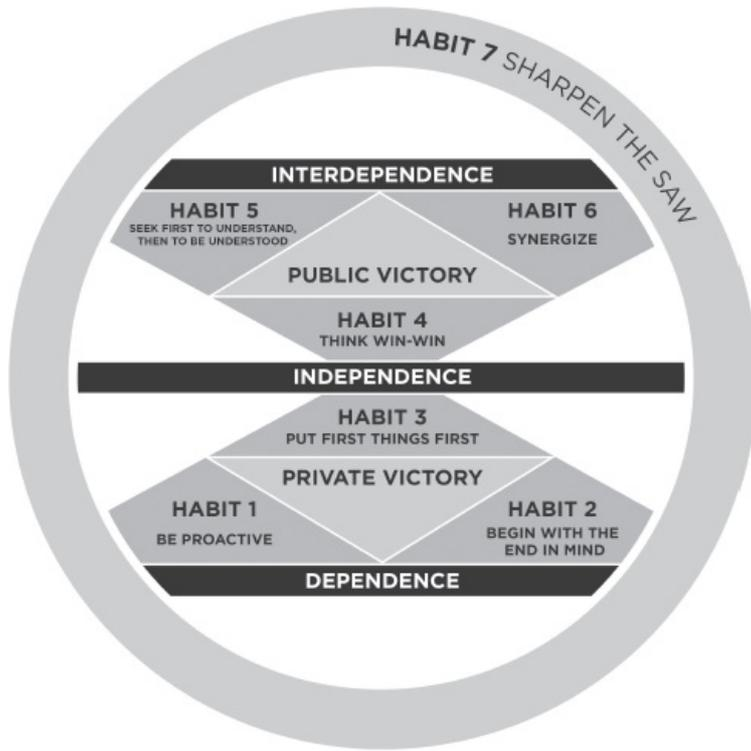 HABIT 7 SHARPEN THE SAW
INTERDEPENDENCE
HABIT 5
SEEK FIRST TO UNDERSTAND,
THEN TO BE UNDERSTOOD
HABIT 6
SYNERGIZE
PUBLIC VICTORY
HABIT 4
THINK WIN-WIN
INDEPENDENCE
HABIT 3
PUT FIRST THINGS FIRST
PRIVATE VICTORY
HABIT 1
BE PROACTIVE
HABIT 2
BEGIN WITH THE
END IN MIND
DEPENDENCE